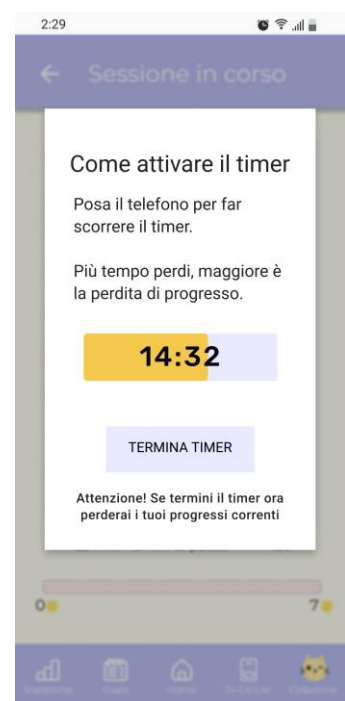 2:29
Sessione in corso
Come attivare il timer
Posa il telefono per far
scorrere il timer.
Più tempo perdi, maggiore è
la perdita di progresso.
14:32
TERMINA TIMER
Attenzione! Se termini il timer ora
perderai i tuoi progressi correnti
0
7
Home
To Do List
Collezione